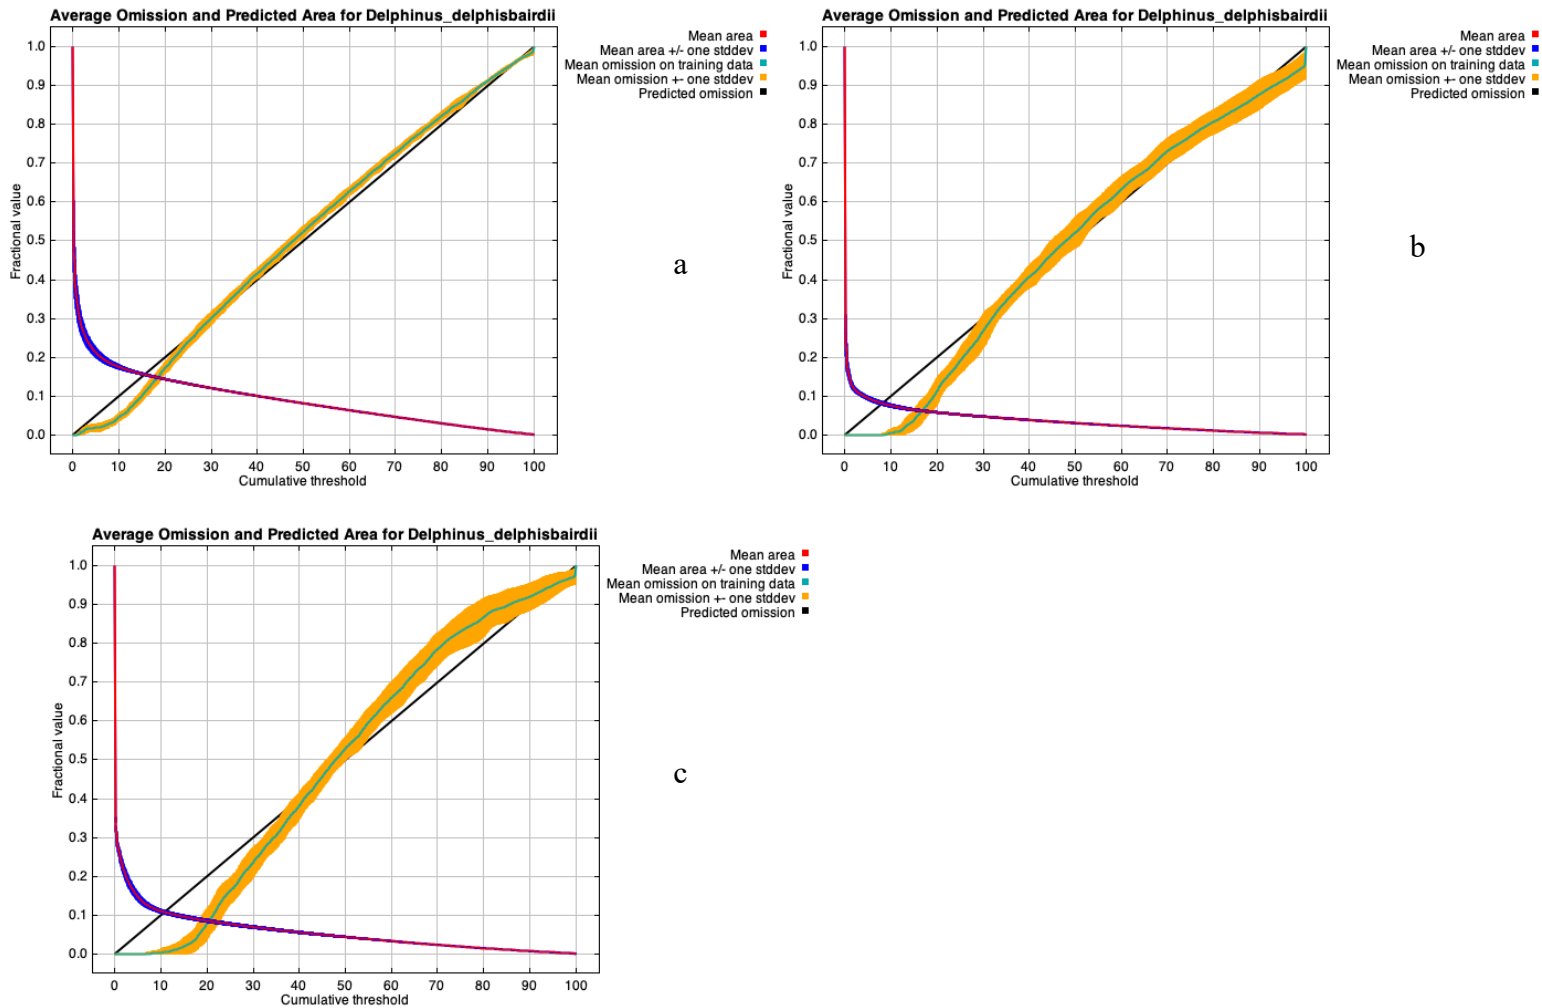 Average Omission and Predicted Area for Delphinus_delphisbairdii
Mean area
Mean area +/- one stddev
Mean omission on training data
Mean omission +- one stddev
Predicted omission
1.0
0.9
0.8
0.7
0.6
0.5
0.4
0.3
0.2
0.1
0.0
Fractional value
0 10 20 30 40 50 60 70 80 90 100
Cumulative threshold
a
Average Omission and Predicted Area for Delphinus_delphisbairdii
Mean area
Mean area +/- one stddev
Mean omission on training data
Mean omission +- one stddev
Predicted omission
1.0
0.9
0.8
0.7
0.6
0.5
0.4
0.3
0.2
0.1
0.0
Fractional value
0 10 20 30 40 50 60 70 80 90 100
Cumulative threshold
b
Average Omission and Predicted Area for Delphinus_delphisbairdii
Mean area
Mean area +/- one stddev
Mean omission on training data
Mean omission +- one stddev
Predicted omission
1.0
0.9
0.8
0.7
0.6
0.5
0.4
0.3
0.2
0.1
0.0
Fractional value
0 10 20 30 40 50 60 70 80 90 100
Cumulative threshold
c